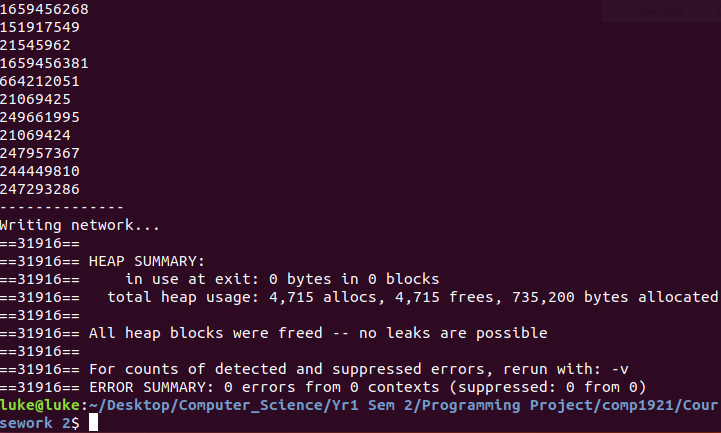 New Smo
1659456268
151917549
21545962
1659456381
664212051
21069425
249661995
21069424
247957367
244449810
247293286
--------------
Writing network...
==31916==
==31916== HEAP SUMMARY:
==31916==     in use at exit: 0 bytes in 0 blocks
==31916==   total heap usage: 4,715 allocs, 4,715 frees, 735,200 bytes allocated
==31916==
==31916== All heap blocks were freed -- no leaks are possible
==31916==
==31916== For counts of detected and suppressed errors, rerun with: -v
==31916== ERROR SUMMARY: 0 errors from 0 contexts (suppressed: 0 from 0)
luke@luke:~/Desktop/Computer_Science/Yr1 Sem 2/Programming Project/comp1921/Cour
sework 2$